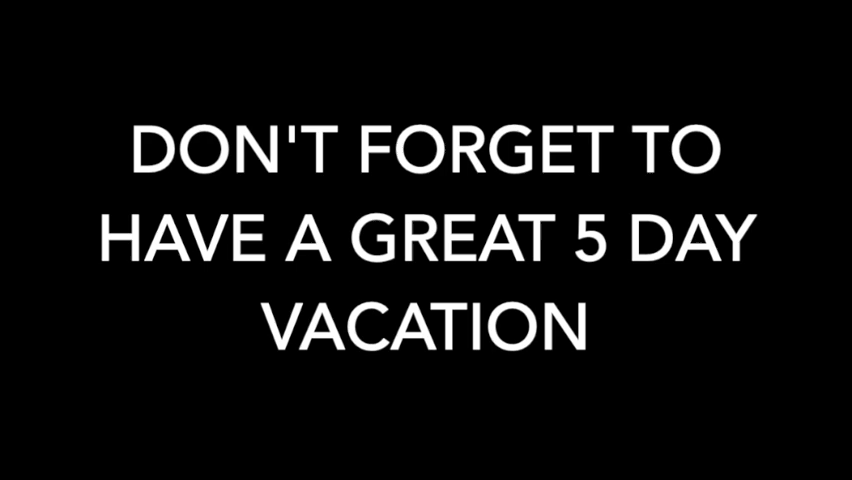 DON'T FORGET TO
HAVE A GREAT 5 DAY
VACATION